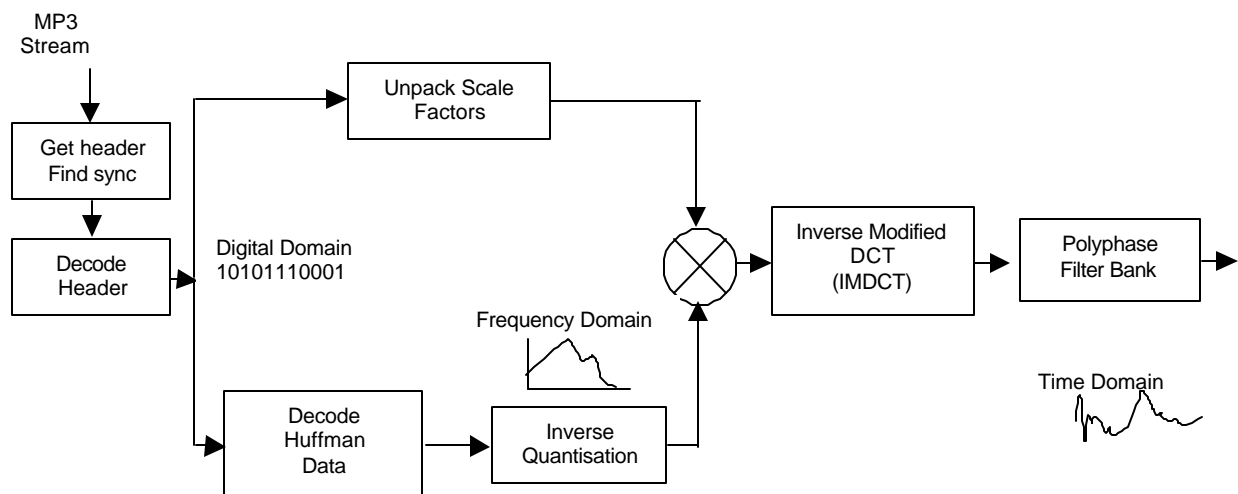 MP3
Stream
Get header
Find sync
Decode
Header
Digital Domain
10101110001
Unpack Scale
Factors
Decode
Huffman
Data
Frequency Domain
Inverse
Quantisation
Inverse Modified
DCT
(IMDCT)
Polyphase
Filter Bank
Time Domain